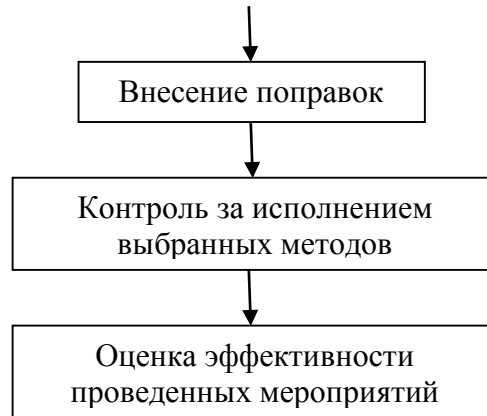 Внесение поправок
Контроль за исполнением
выбранных методов
Оценка эффективности
проведенных мероприятий